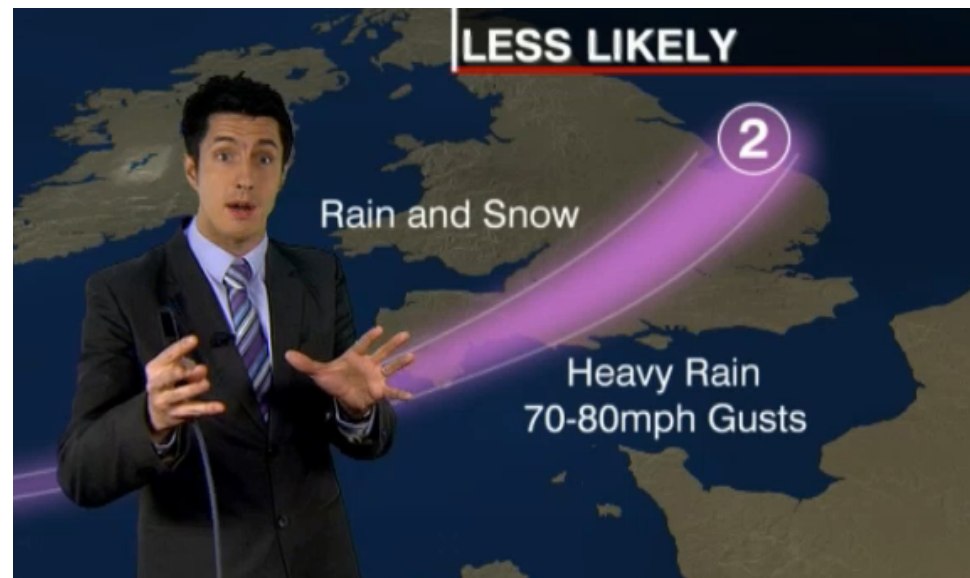 LESS LIKELY
2
Rain and Snow
Heavy Rain
70-80mph Gusts